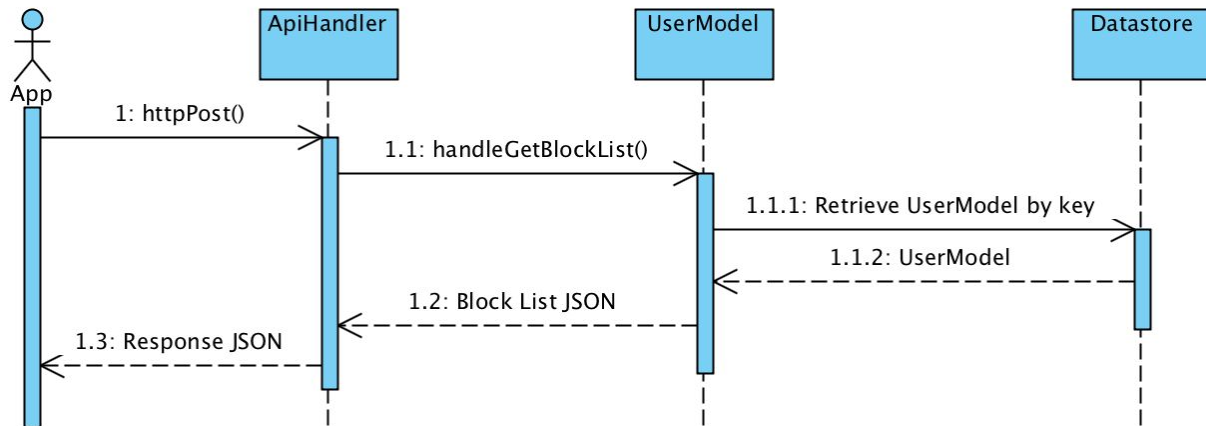 ApiHandler
UserModel
Datastore
App
1: httpPost()
1.1: handleGetBlockList()
1.1.1: Retrieve UserModel by key
1.1.2: UserModel
1.2: Block List JSON
1.3: Response JSON